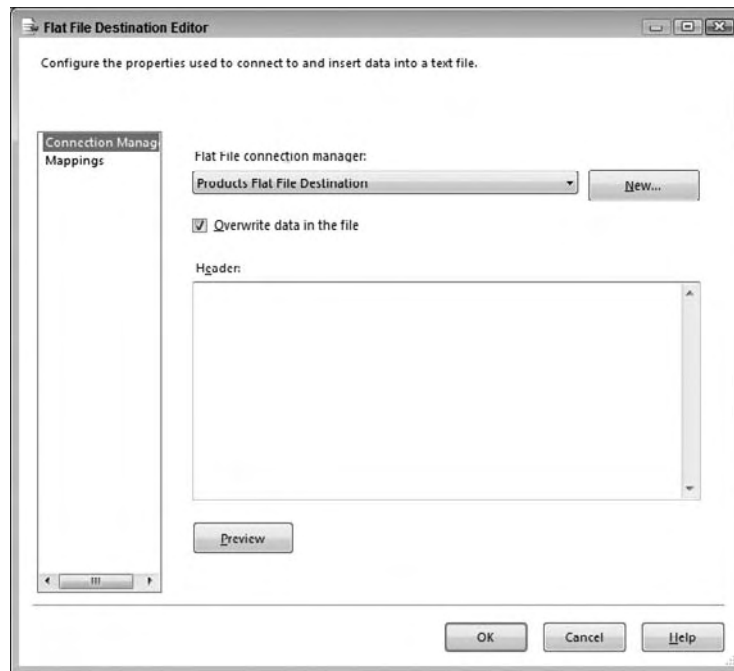 Flat File Destination Editor
Configure the properties used to connect to and insert data into a text file.
Connection Manag
Mappings
Flat File connection manager:
Products Flat File Destination
New...
Overwrite data in the file
Header:
Preview
OK Cancel Help